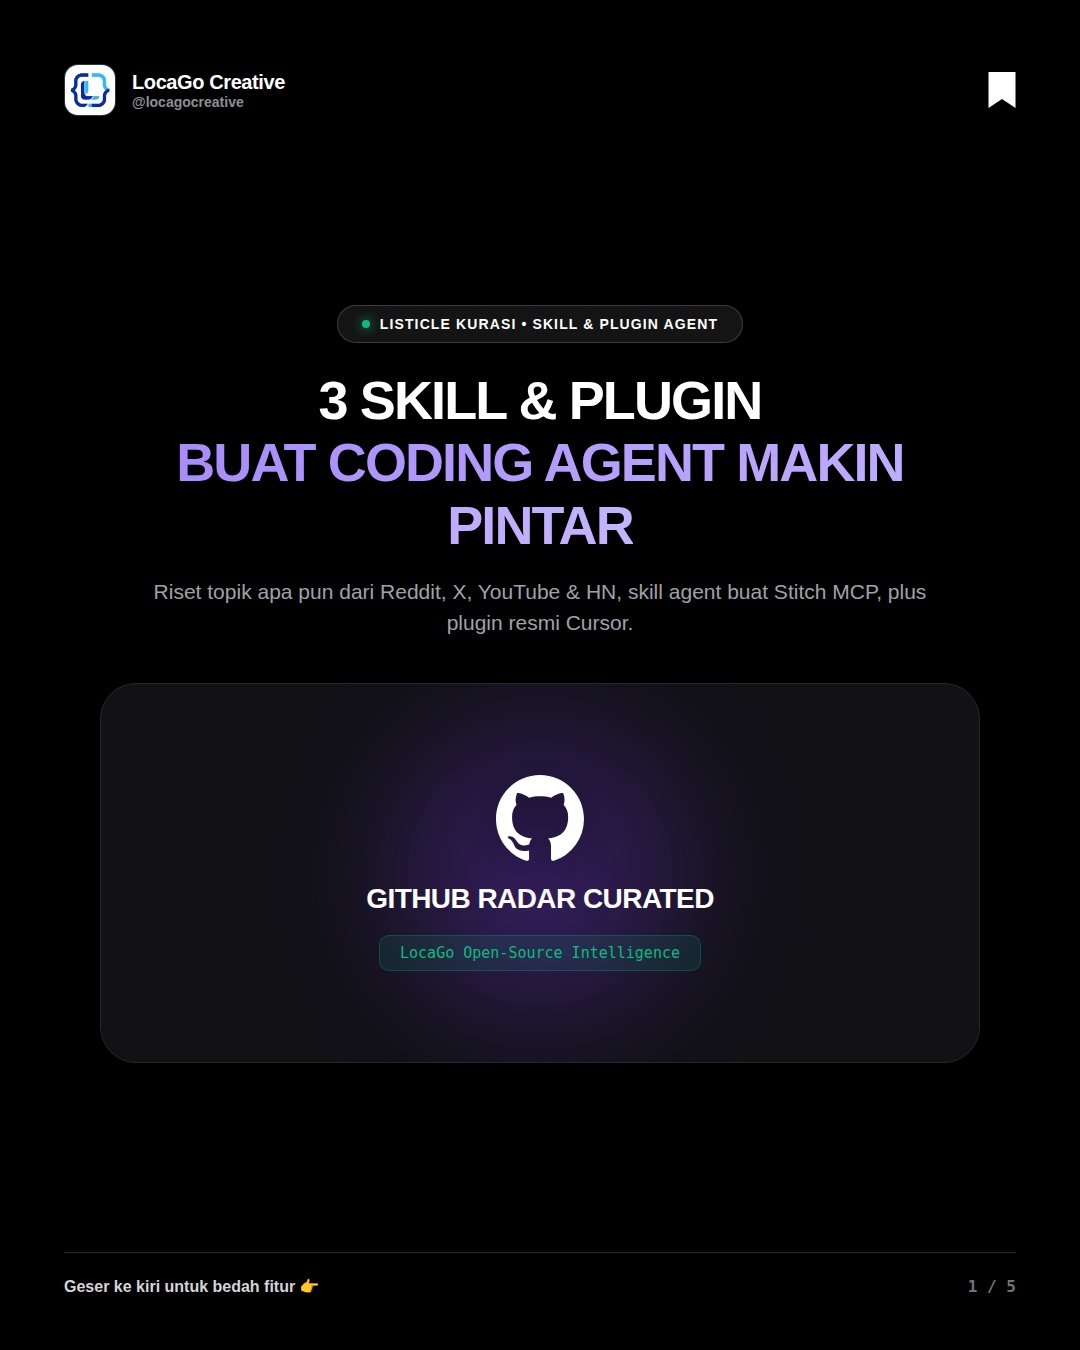 LocaGo Creative
@locagocreative
LISTICLE KURASI • SKILL & PLUGIN AGENT
3 SKILL & PLUGIN
BUAT CODING AGENT MAKIN
PINTAR
Riset topik apa pun dari Reddit, X, YouTube & HN, skill agent buat Stitch MCP, plus
plugin resmi Cursor.
GITHUB RADAR CURATED
LocaGo Open-Source Intelligence
Geser ke kiri untuk bedah fitur 👉
1 / 5